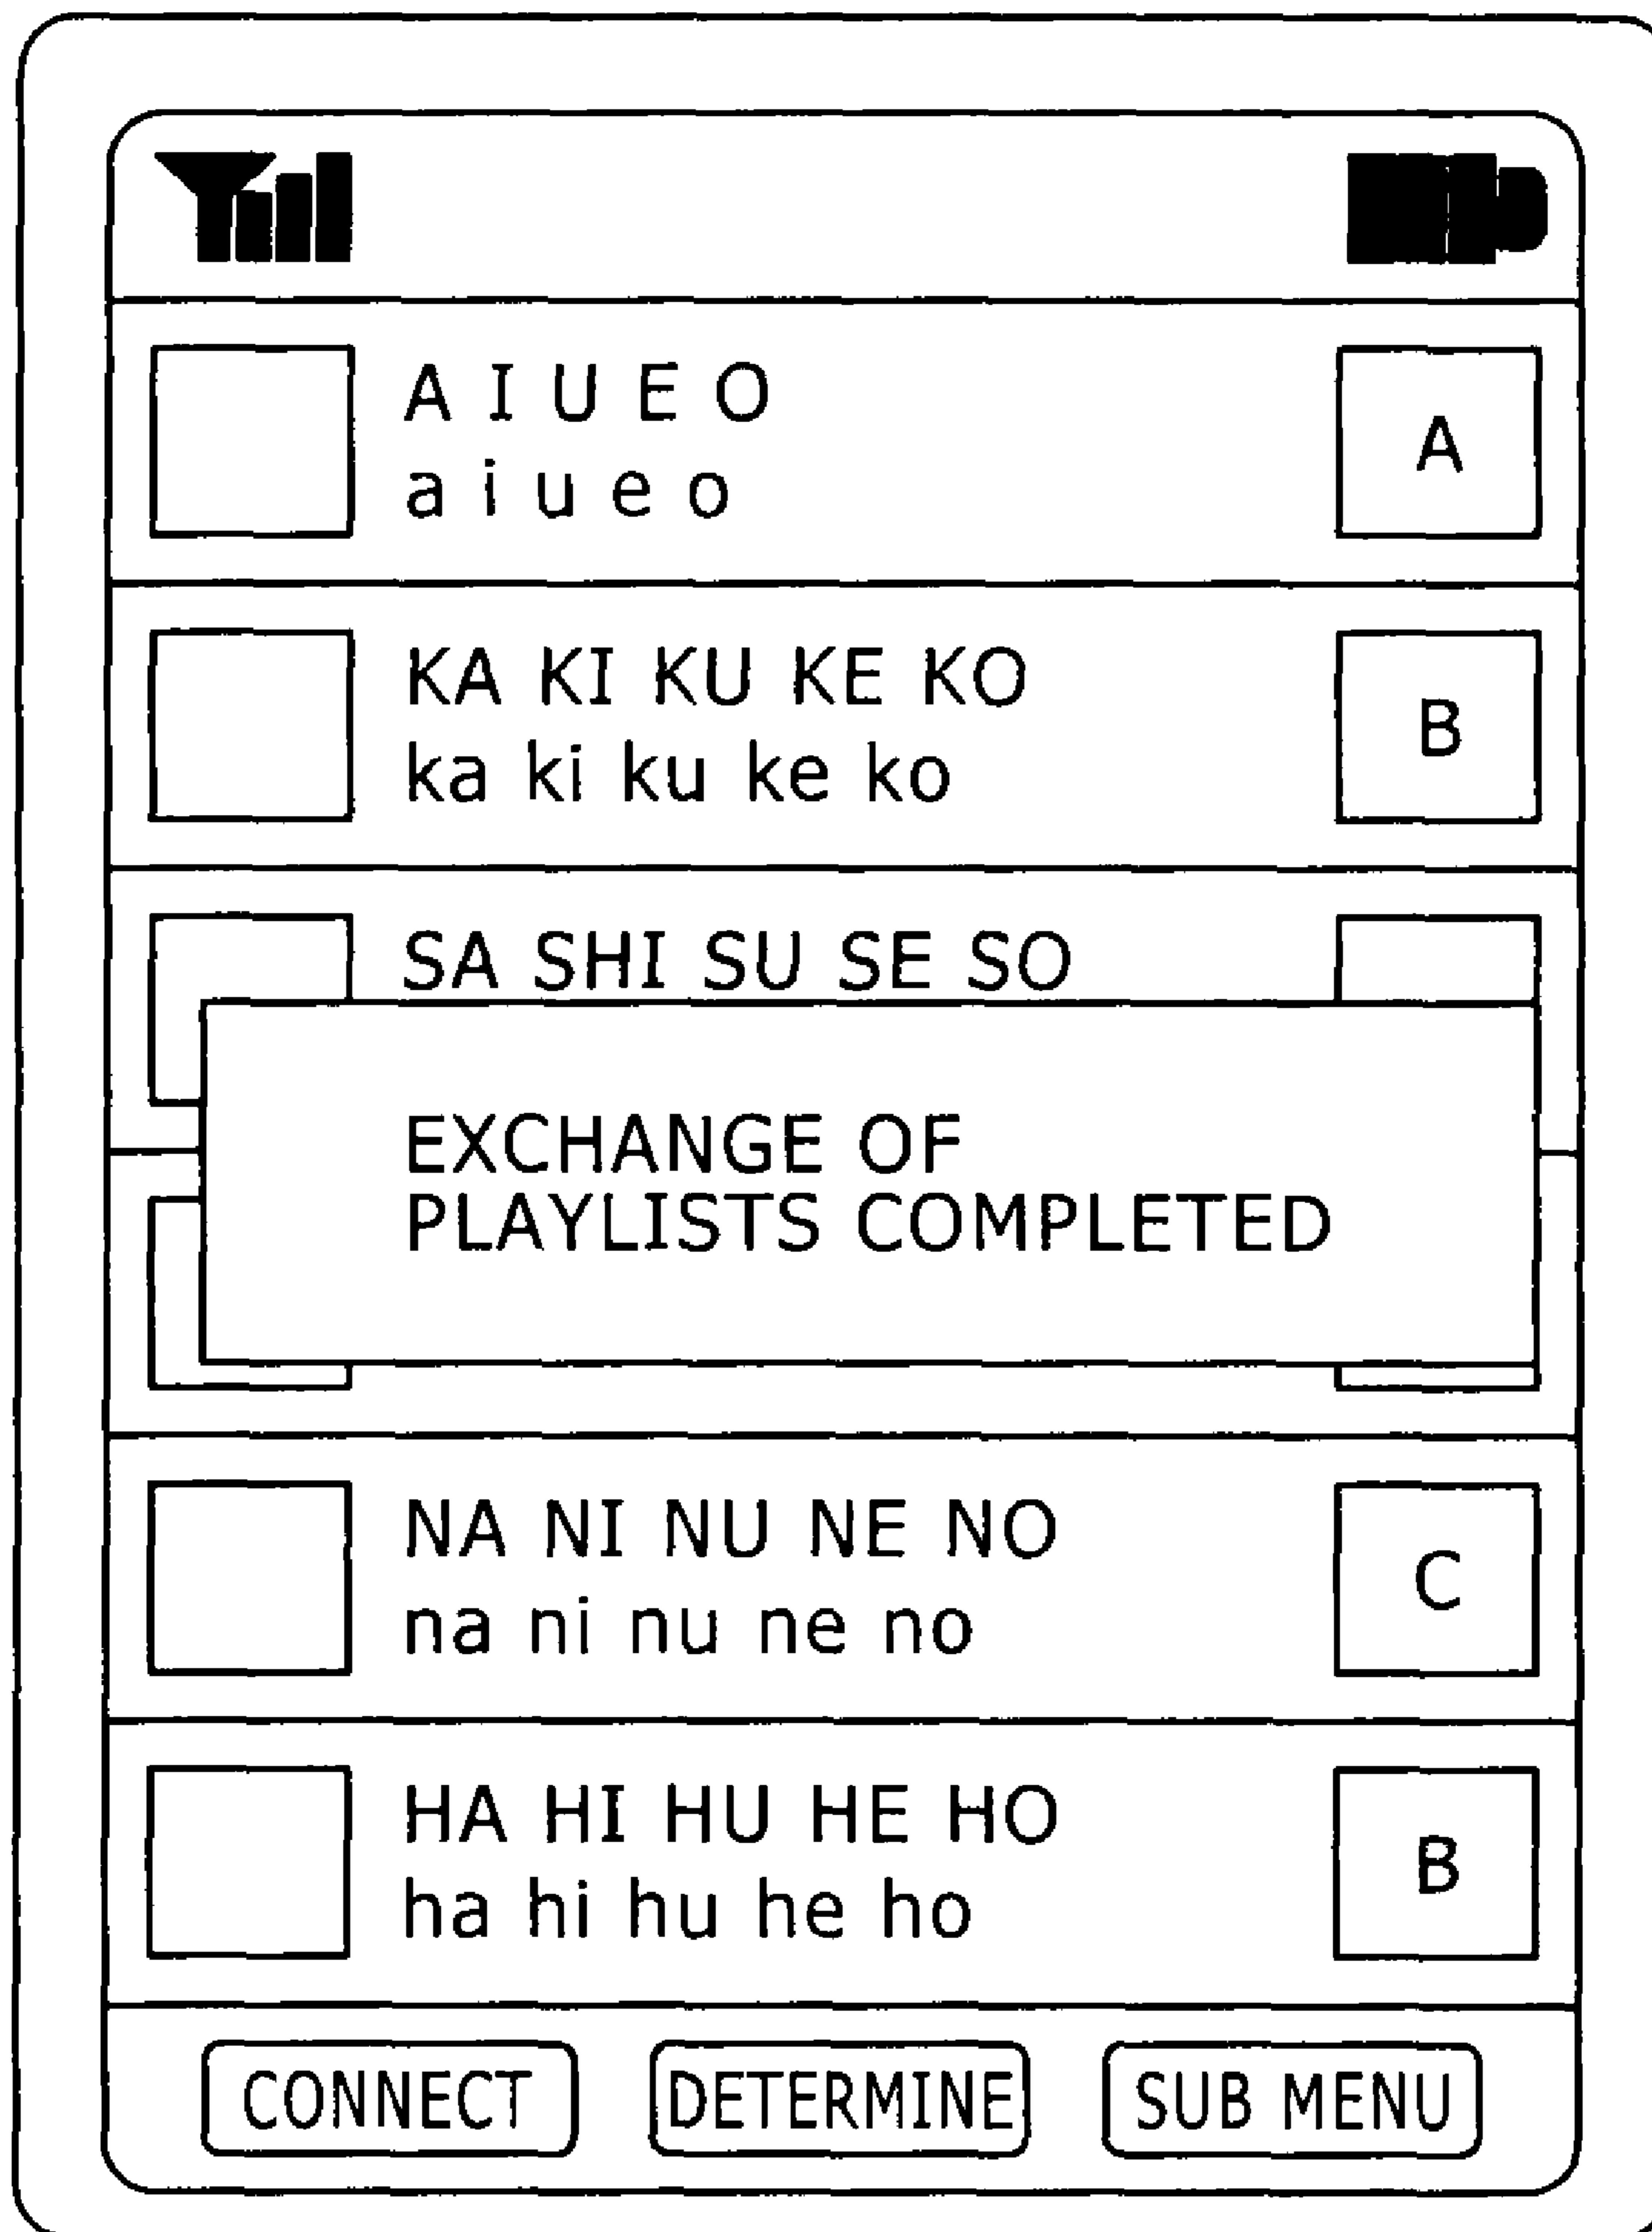 A I U E O
a i u e o
A
KA KI KU KE KO
ka ki ku ke ko
B
SA SHI SU SE SO
EXCHANGE OF
PLAYLISTS COMPLETED
NA NI NU NE NO
na ni nu ne no
C
HA HI HU HE HO
ha hi hu he ho
B
CONNECT
DETERMINE
SUB MENU